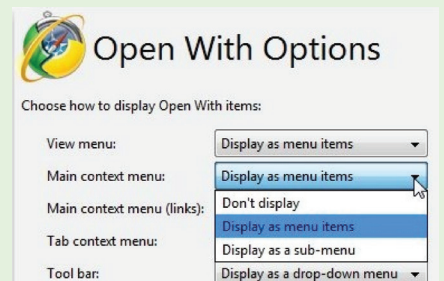 Open With Options
Choose how to display Open With items:
View menu: Display as menu items
Main context menu: Display as menu items
Don't display
Main context menu (links):
Display as menu items
Tab context menu:
Display as a sub-menu
Tool bar: Display as a drop-down menu